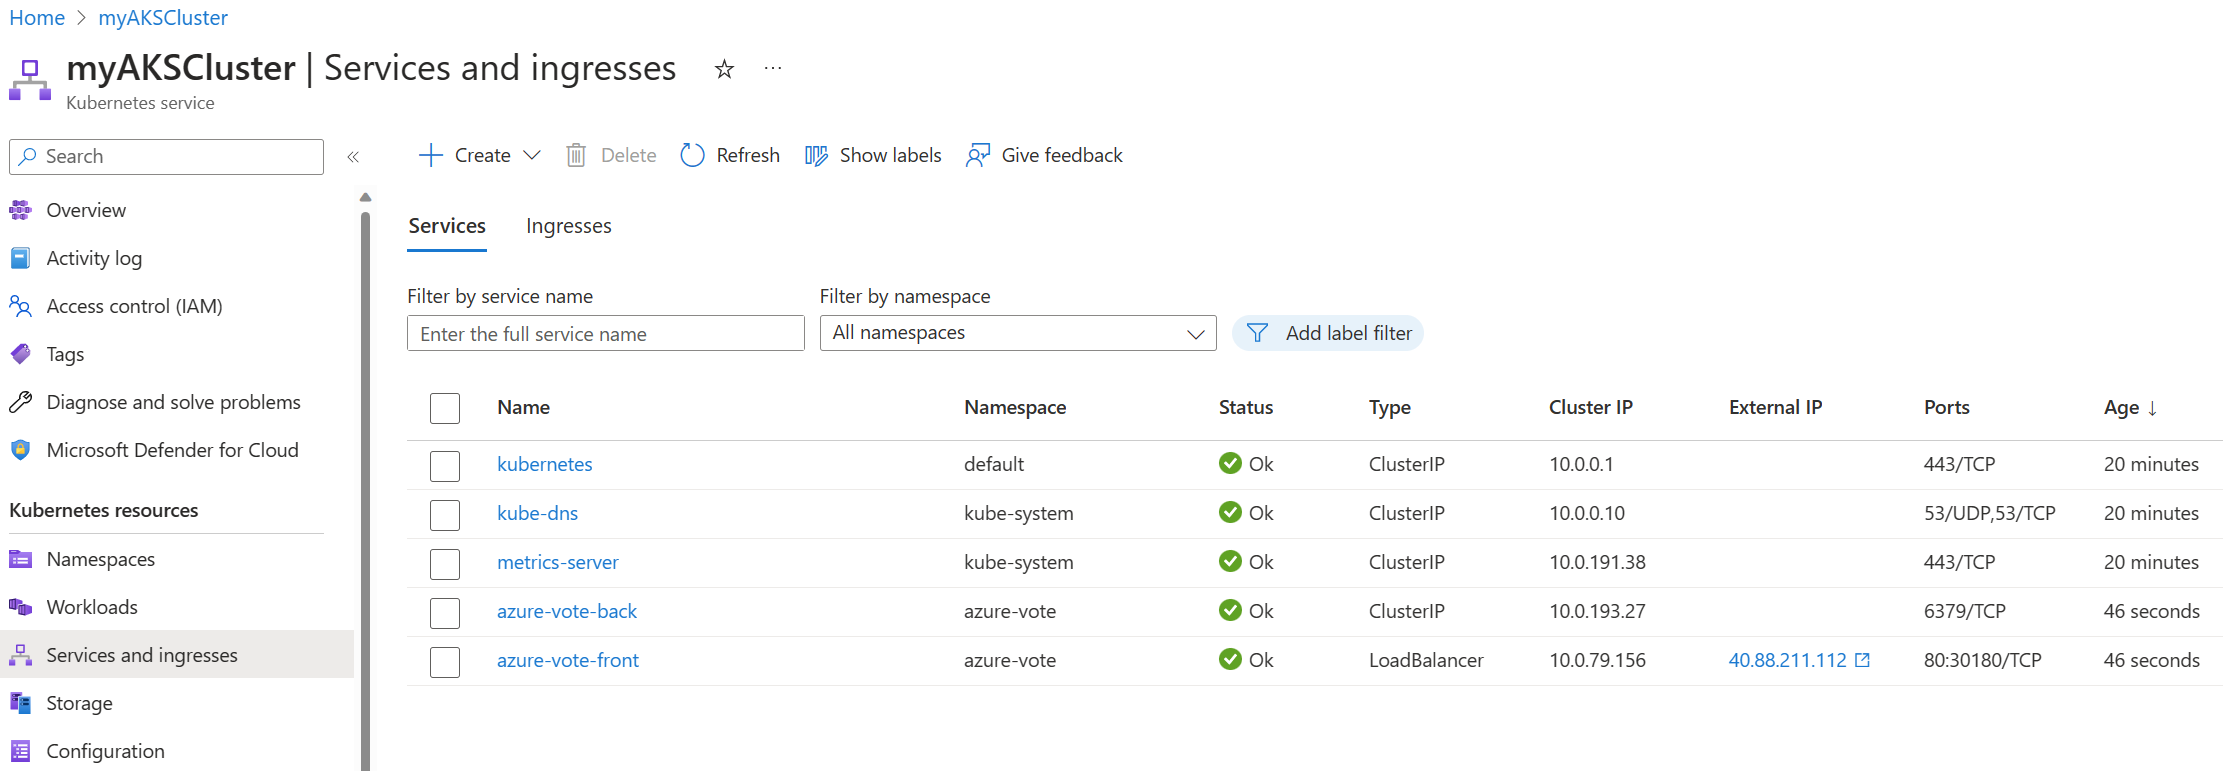 Home > myAKSCluster
myAKSCluster | Services and ingresses
Kubernetes service
Search
Create
Delete
Refresh
Show labels
Give feedback
Overview
Activity log
Access control (IAM)
Tags
Diagnose and solve problems
Microsoft Defender for Cloud
Kubernetes resources
Namespaces
Workloads
Services and ingresses
Storage
Configuration
Services Ingresses
Filter by service name Filter by namespace
Enter the full service name All namespaces Add label filter
Name Namespace Status Type Cluster IP External IP Ports Age ↓
kubernetes default Ok ClusterIP 10.0.0.1 443/TCP 20 minutes
kube-dns kube-system Ok ClusterIP 10.0.0.10 53/UDP,53/TCP 20 minutes
metrics-server kube-system Ok ClusterIP 10.0.191.38 443/TCP 20 minutes
azure-vote-back azure-vote Ok ClusterIP 10.0.193.27 6379/TCP 46 seconds
azure-vote-front azure-vote Ok LoadBalancer 10.0.79.156 40.88.211.112 80:30180/TCP 46 seconds